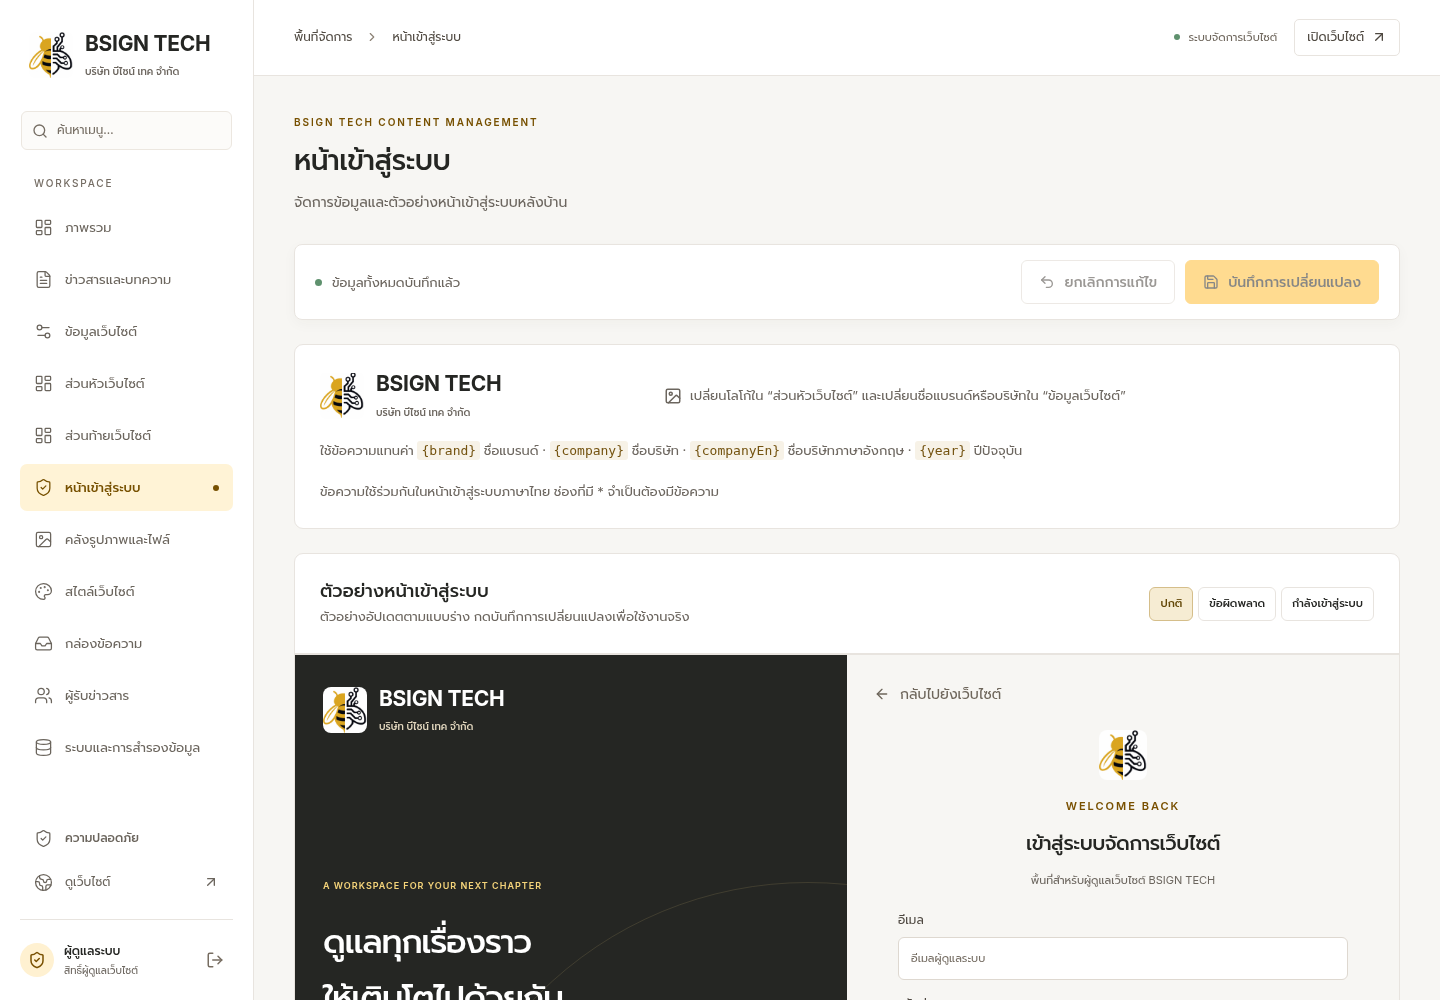 BSIGN TECH
บริษัท บีไซน์ เทค จำกัด
ค้นหาเมนู...
WORKSPACE
ภาพรวม
ข่าวสารและบทความ
ข้อมูลเว็บไซต์
ส่วนหัวเว็บไซต์
ส่วนท้ายเว็บไซต์
หน้าเข้าสู่ระบบ
คลังรูปภาพและไฟล์
สไตล์เว็บไซต์
กล่องข้อความ
ผู้รับข่าวสาร
ระบบและการสำรองข้อมูล
ความปลอดภัย
ดูเว็บไซต์
ผู้ดูแลระบบ
สิทธิ์ผู้ดูแลเว็บไซต์
พื้นที่จัดการ > หน้าเข้าสู่ระบบ
ระบบจัดการเว็บไซต์
เปิดเว็บไซต์
BSIGN TECH CONTENT MANAGEMENT
หน้าเข้าสู่ระบบ
จัดการข้อมูลและตัวอย่างหน้าเข้าสู่ระบบหลังบ้าน
ข้อมูลทั้งหมดบันทึกแล้ว
ยกเลิกการแก้ไข
บันทึกการเปลี่ยนแปลง
BSIGN TECH
บริษัท บีไซน์ เทค จำกัด
เปลี่ยนโลโก้ใน “ส่วนหัวเว็บไซต์” และเปลี่ยนชื่อแบรนด์หรือบริษัทใน “ข้อมูลเว็บไซต์”
ใช้ข้อความแทนค่า {brand} ชื่อแบรนด์ · {company} ชื่อบริษัท · {companyEn} ชื่อบริษัทภาษาอังกฤษ · {year} ปีปัจจุบัน
ข้อความใช้ร่วมกันในหน้าเข้าสู่ระบบภาษาไทย ช่องที่มี * จำเป็นต้องมีข้อความ
ตัวอย่างหน้าเข้าสู่ระบบ
ตัวอย่างอัปเดตตามแบบร่าง กดบันทึกการเปลี่ยนแปลงเพื่อใช้งานจริง
ปกติ
ข้อผิดพลาด
กำลังเข้าสู่ระบบ
BSIGN TECH
บริษัท บีไซน์ เทค จำกัด
A WORKSPACE FOR YOUR NEXT CHAPTER
ดูแลทุกเรื่องราว
ให้เติบโตไปด้วยกัน
กลับไปยังเว็บไซต์
WELCOME BACK
เข้าสู่ระบบจัดการเว็บไซต์
พื้นที่สำหรับผู้ดูแลเว็บไซต์ BSIGN TECH
อีเมล
อีเมลผู้ดูแลระบบ